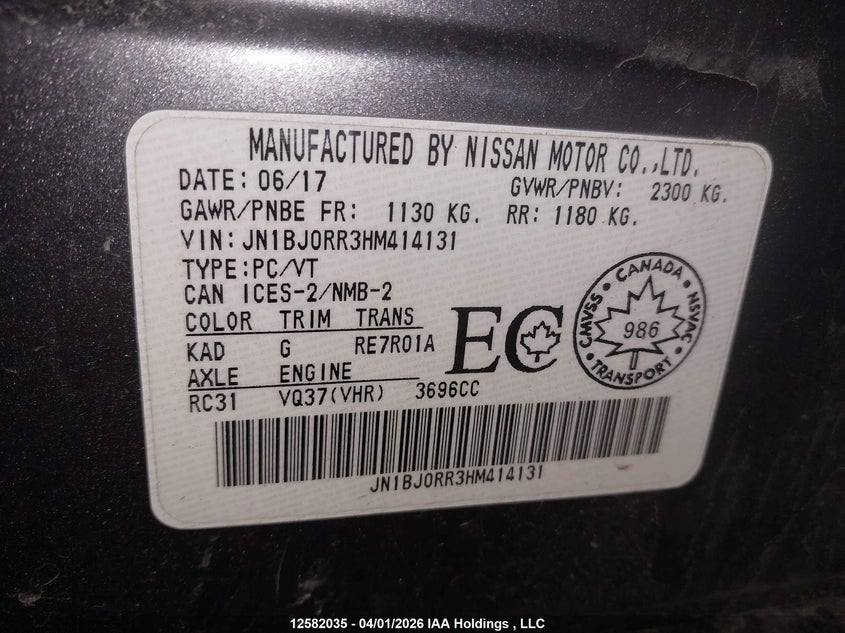 MANUFACTURED BY NISSAN MOTOR CO.,LTD.
DATE: 06/17 GVWR/PNBV: 2300 KG.
GAWR/PNBE FR: 1130 KG. RR: 1180 KG.
VIN: JN1BJ0RR3HM414131
TYPE:PC/VT
CAN ICES-2/NMB-2
COLOR TRIM TRANS
KAD G RE7R01A
AXLE ENGINE
RC31 VQ37(VHR) 3696CC
EC
CANADA
CMVSS NSVAC
986
TRANSPORT
JN1BJ0RR3HM414131
12582035 - 04/01/2026 IAA Holdings , LLC